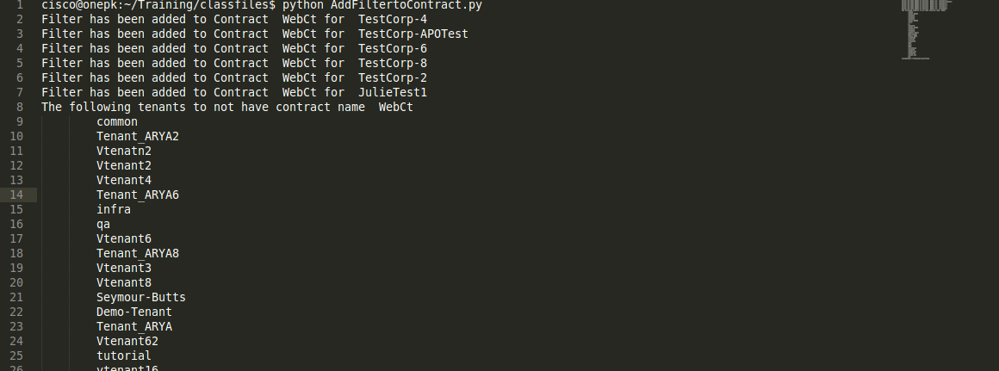 1 cisco@onepk:~/Training/classfiles$ python AddFiltertoContract.py
2 Filter has been added to Contract  WebCt for  TestCorp-4
3 Filter has been added to Contract  WebCt for  TestCorp-APOTest
4 Filter has been added to Contract  WebCt for  TestCorp-6
5 Filter has been added to Contract  WebCt for  TestCorp-8
6 Filter has been added to Contract  WebCt for  TestCorp-2
7 Filter has been added to Contract  WebCt for  JulieTest1
8 The following tenants to not have contract name  WebCt
9 common
10 Tenant_ARYA2
11 Vtenatn2
12 Vtenant2
13 Vtenant4
14 Tenant_ARYA6
15 infra
16 qa
17 Vtenant6
18 Tenant_ARYA8
19 Vtenant3
20 Vtenant8
21 Seymour-Butts
22 Demo-Tenant
23 Tenant_ARYA
24 Vtenant62
25 tutorial
26 vtenant16